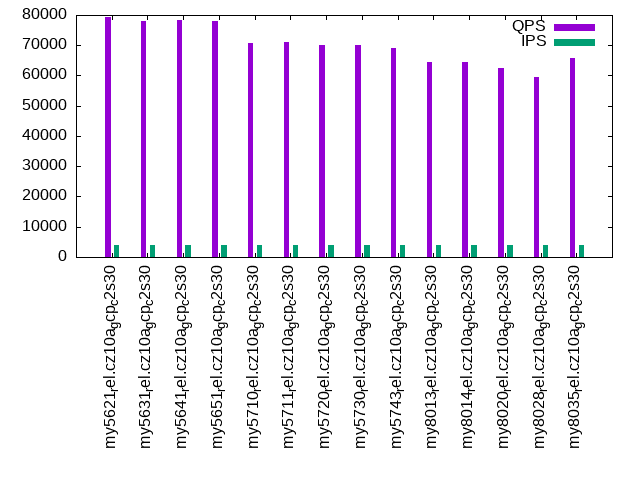 80000
70000
60000
50000
40000
30000
20000
10000
0
QPS
IPS
my5621rel.cz10agcpc2s30
my5631rel.cz10agcpc2s30
my5641rel.cz10agcpc2s30
my5651rel.cz10agcpc2s30
my5710rel.cz10agcpc2s30
my5711rel.cz10agcpc2s30
my5720rel.cz10agcpc2s30
my5730rel.cz10agcpc2s30
my5743rel.cz10agcpc2s30
my8013rel.cz10agcpc2s30
my8014rel.cz10agcpc2s30
my8020rel.cz10agcpc2s30
my8028rel.cz10agcpc2s30
my8035rel.cz10agcpc2s30